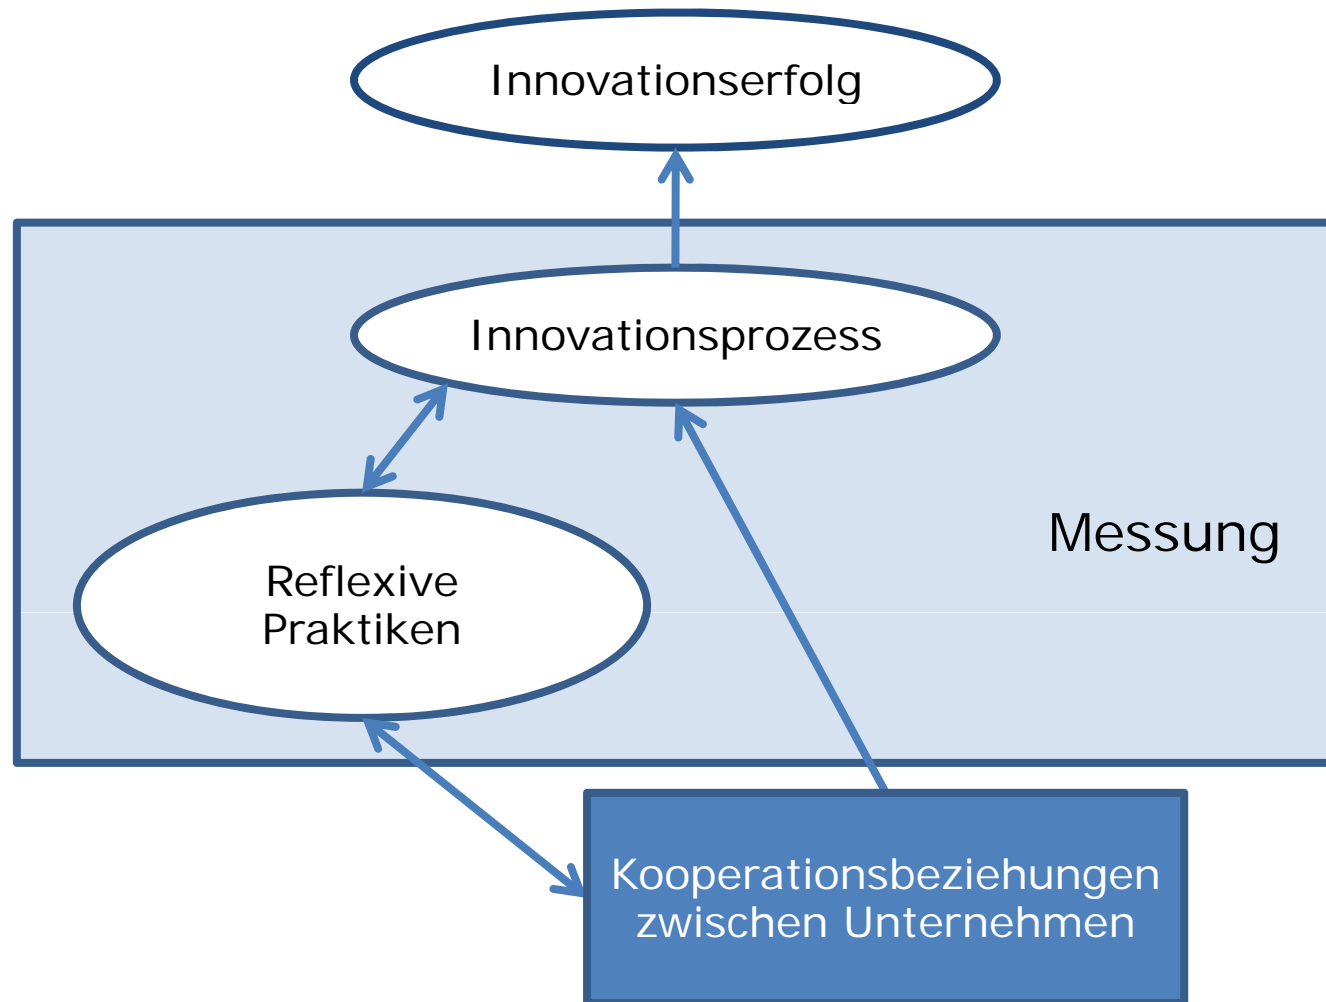 Innovationserfolg
Innovationsprozess
Messung
Reflexive
Praktiken
Kooperationsbeziehungen
zwischen Unternehmen